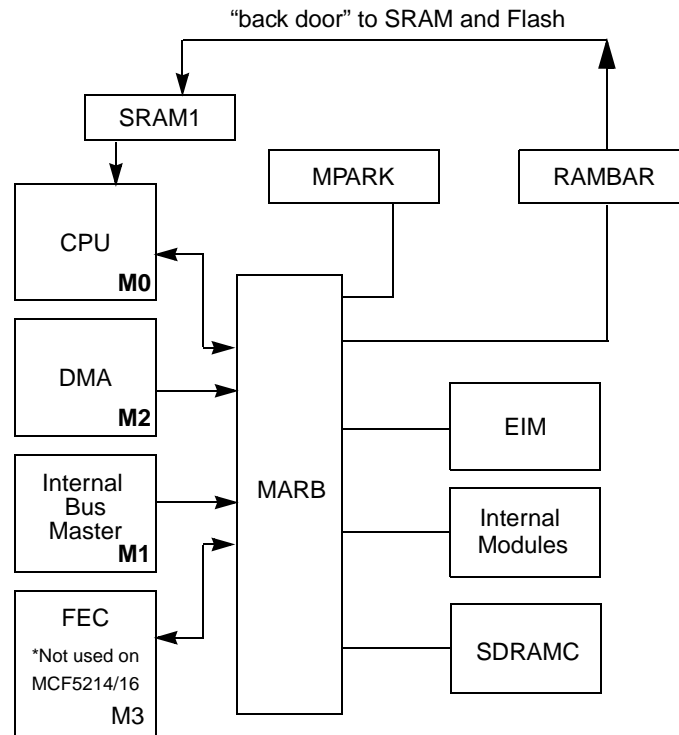 “back door” to SRAM and Flash
SRAM1
MPARK
RAMBAR
CPU
M0
DMA
M2
Internal
Bus
Master
M1
FEC
*Not used on
MCF5214/16
M3
MARB
EIM
Internal
Modules
SDRAMC